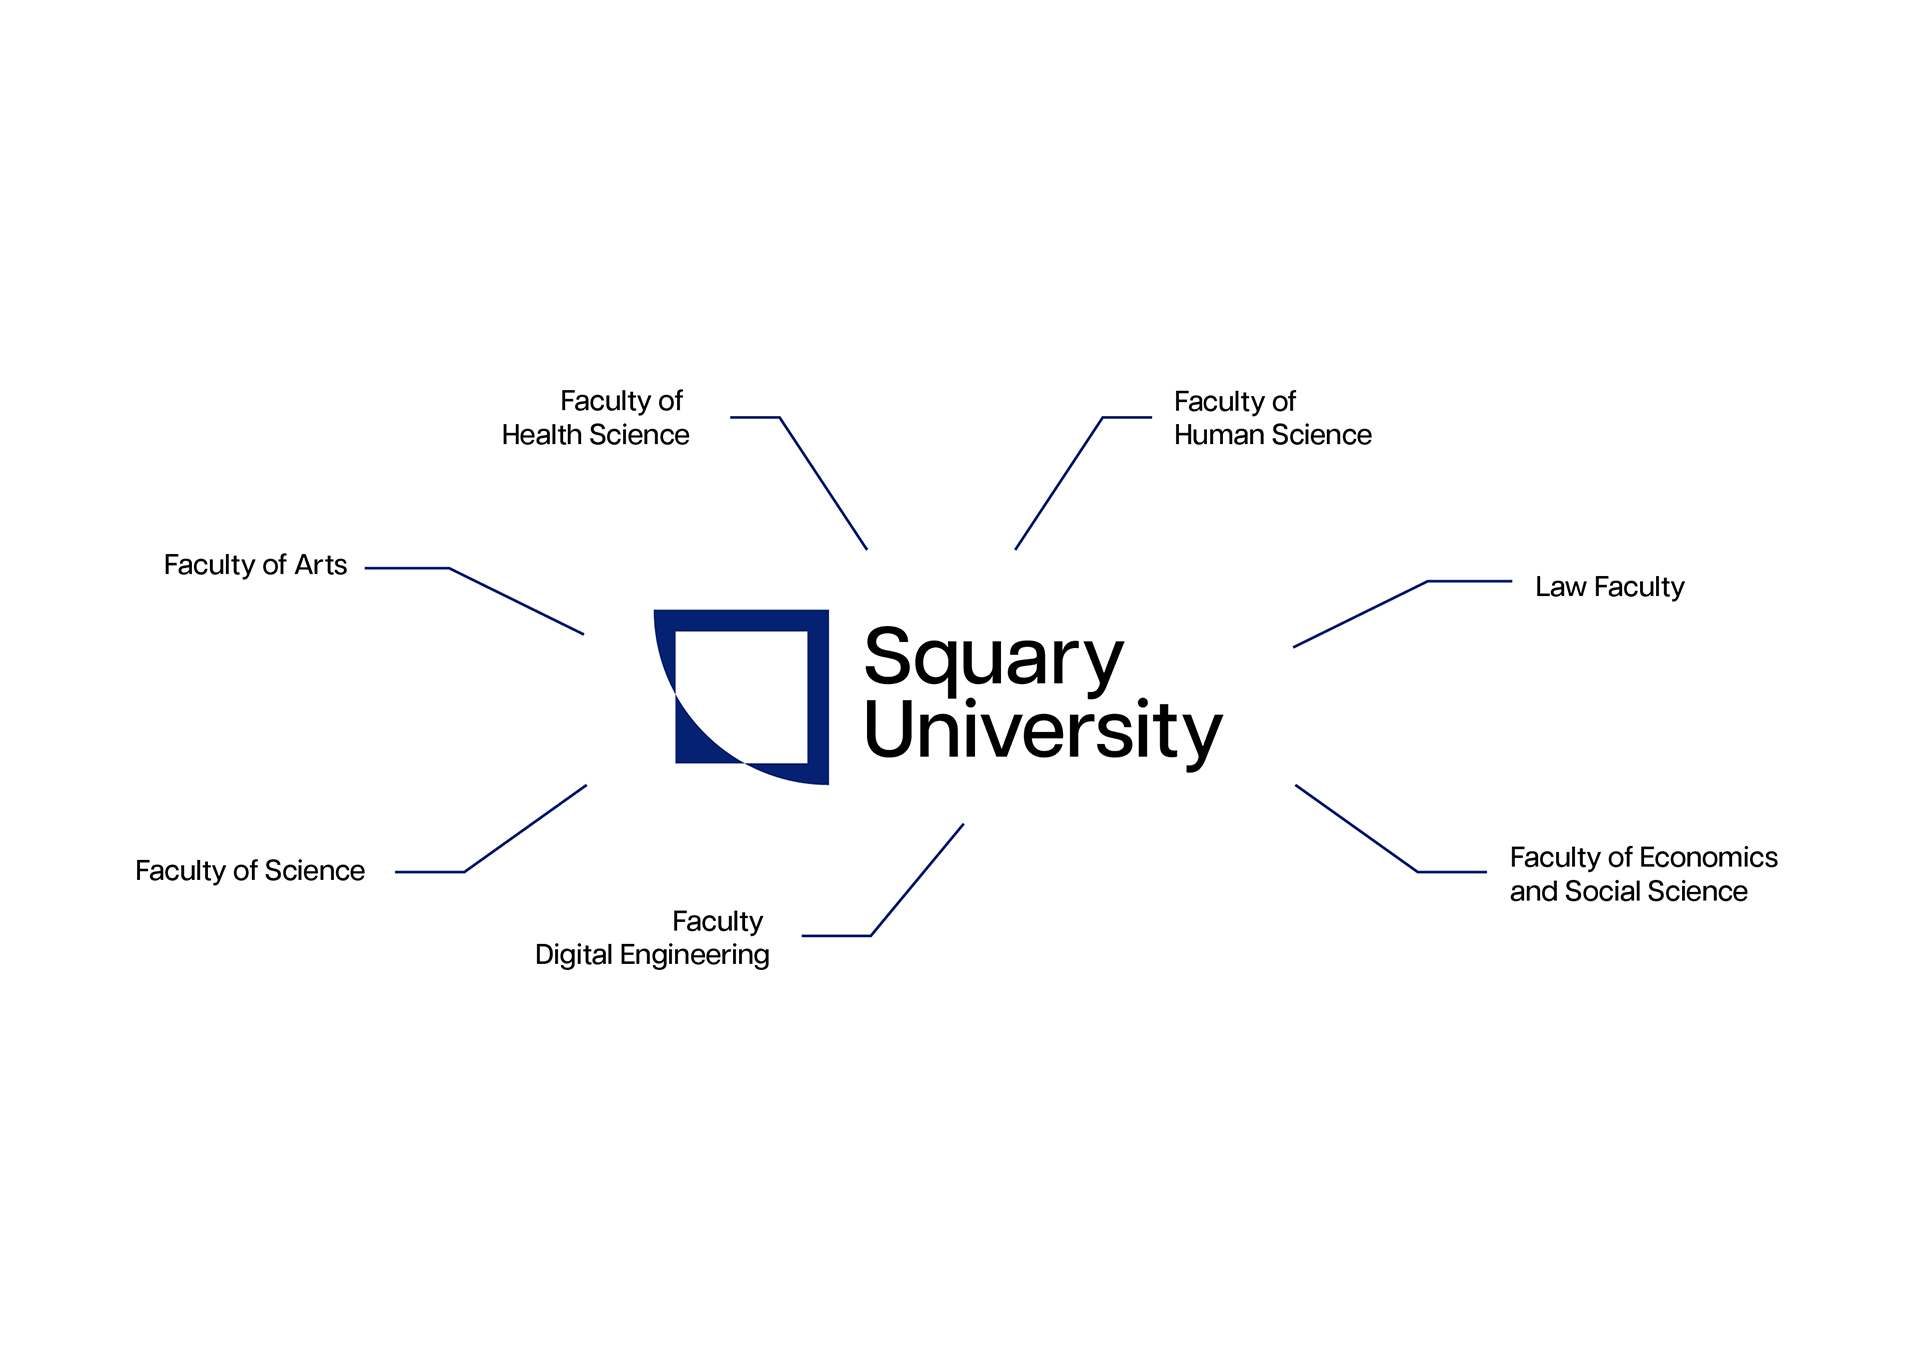 Faculty of
Health Science
Faculty of
Human Science
Faculty of Arts
Law Faculty
Squary
University
Faculty of Science
Faculty of Economics
and Social Science
Faculty
Digital Engineering